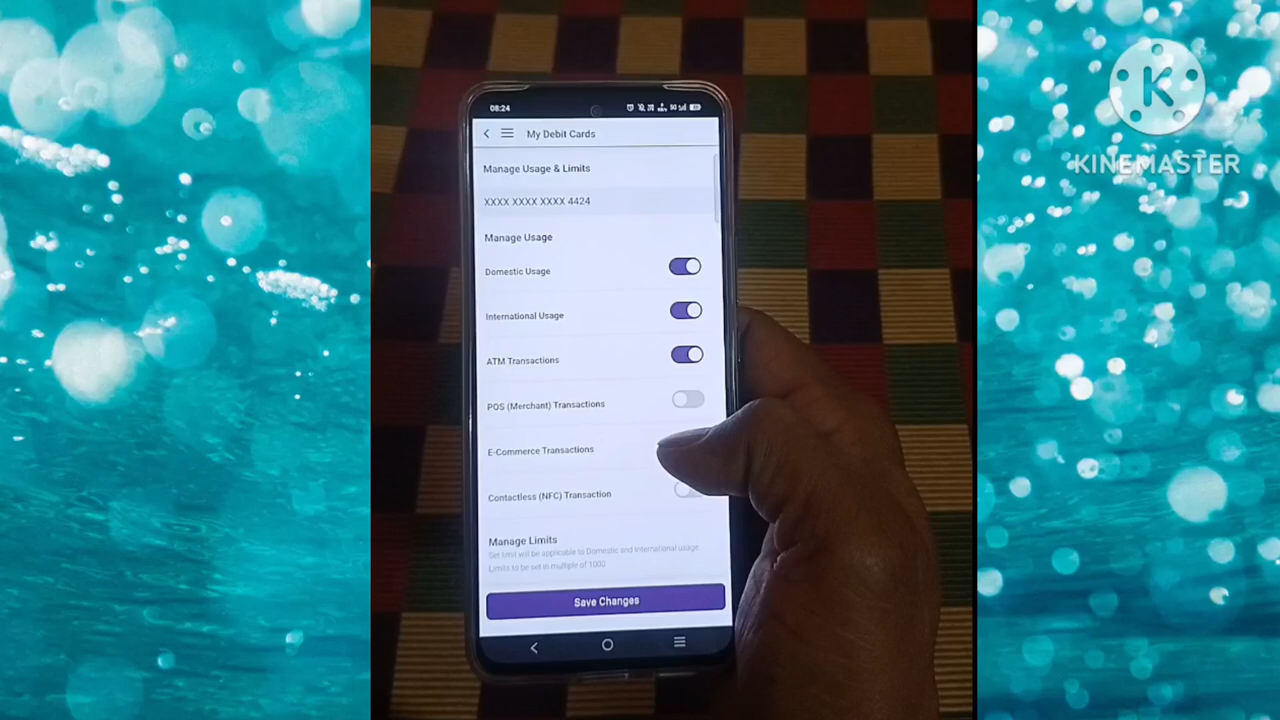 08:24
My Debit Cards
Manage Usage & Limits
XXXX XXXX XXXX 4424
Manage Usage
Domestic Usage
International Usage
ATM Transactions
POS (Merchant) Transactions
E-Commerce Transactions
Contactless (NFC) Transaction
Manage Limits
Set limit will be applicable to Domestic and International usage
Limits to be set in multiple of 1000
Save Changes
K
KINEMASTER